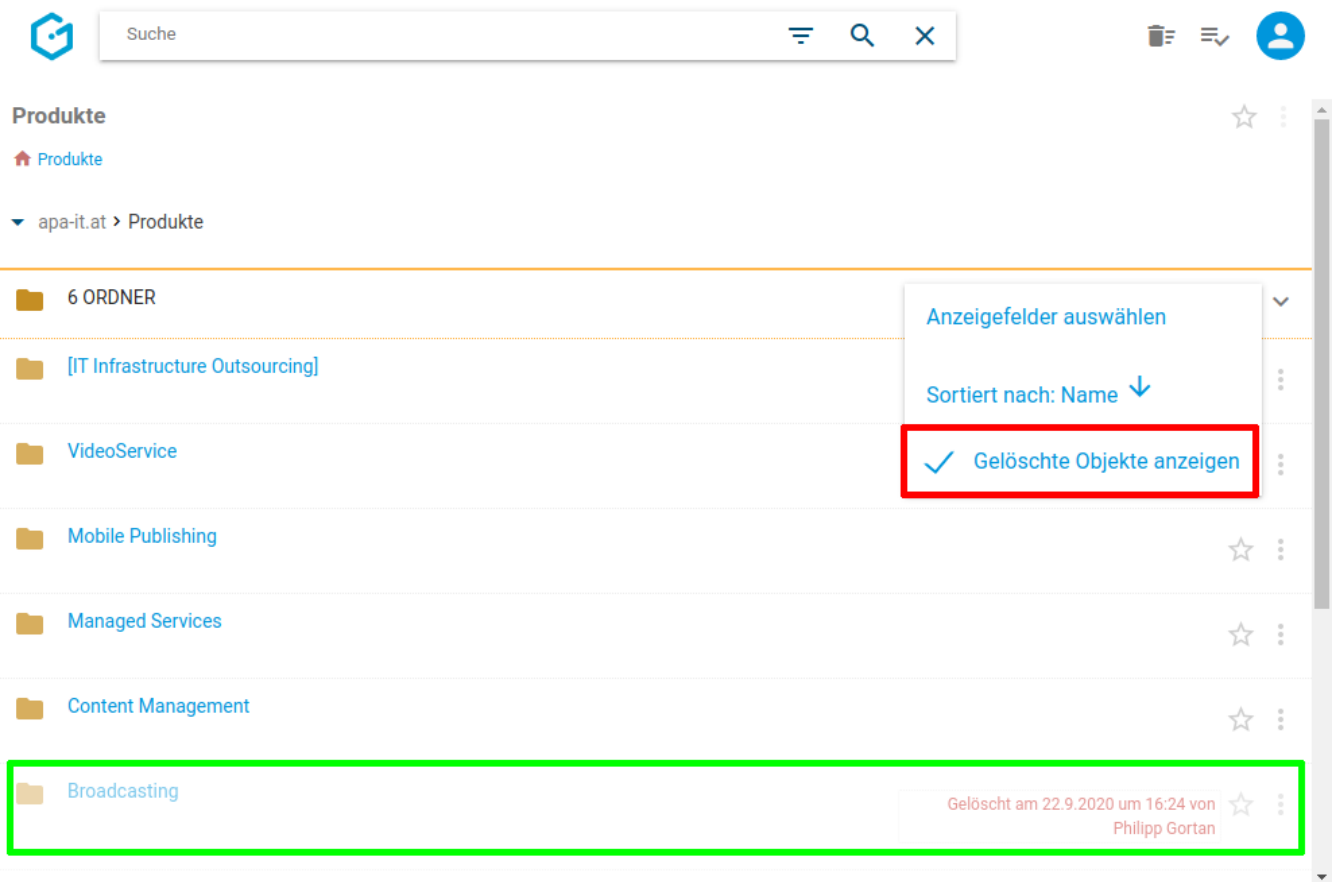 Suche
Produkte
Produkte
apa-it.at > Produkte
6 ORDNER
Anzeigefelder auswählen
Sortiert nach: Name
Gelöschte Objekte anzeigen
[IT Infrastructure Outsourcing]
VideoService
Mobile Publishing
Managed Services
Content Management
Broadcasting
Gelöscht am 22.9.2020 um 16:24 von
Philipp Gortan